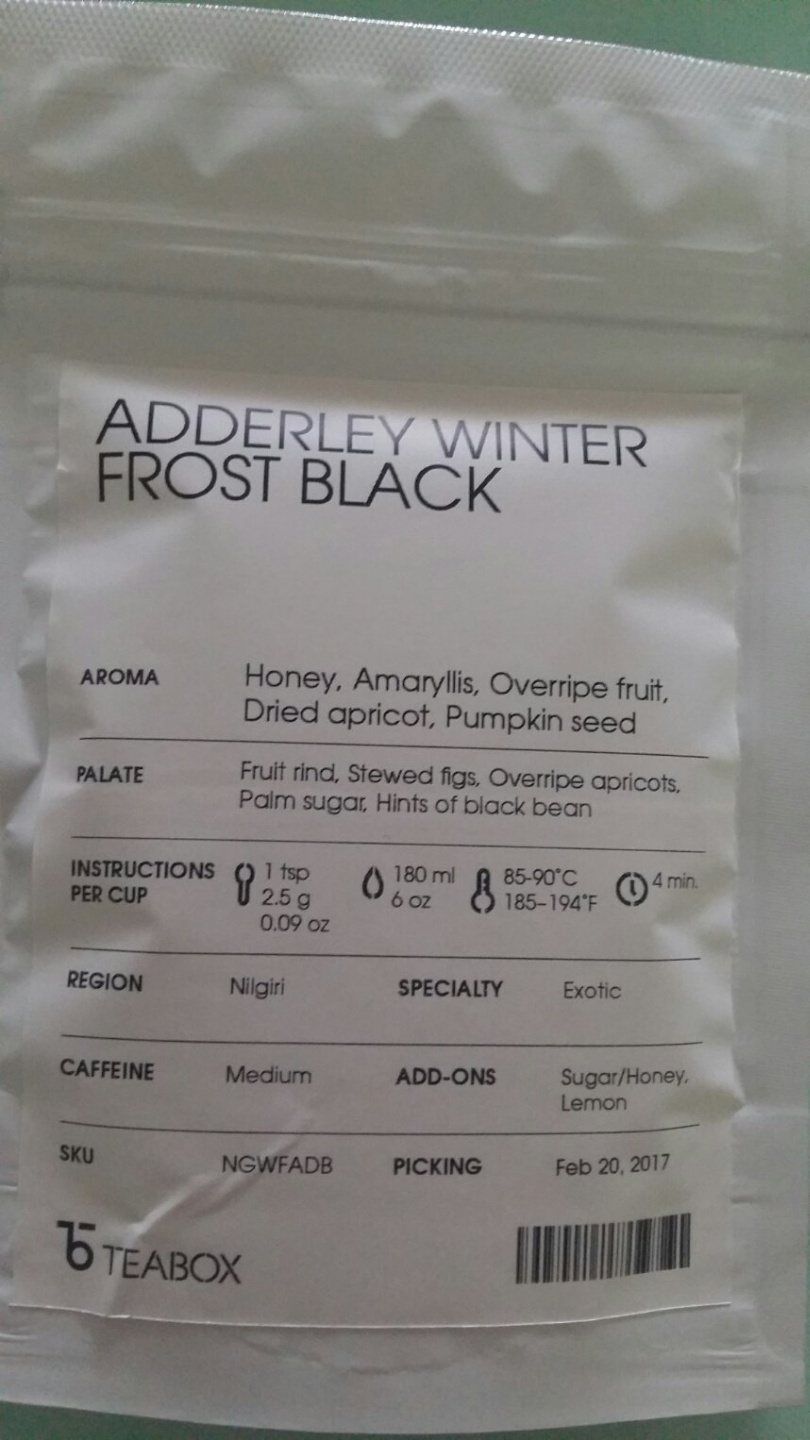 ADDERLEY WINTER
FROST BLACK
AROMA Honey, Amaryllis, Overripe fruit,
Dried apricot, Pumpkin seed
PALATE Fruit rind, Stewed figs, Overripe apricots,
Palm sugar, Hints of black bean
INSTRUCTIONS 1 tsp 180 ml 85-90°C 4 min.
PER CUP 2.5 g 6 oz 185–194°F
0.09 oz
REGION Nilgiri SPECIALTY Exotic
CAFFEINE Medium ADD-ONS Sugar/Honey,
Lemon
SKU NGWFADB PICKING Feb 20, 2017
TEABOX